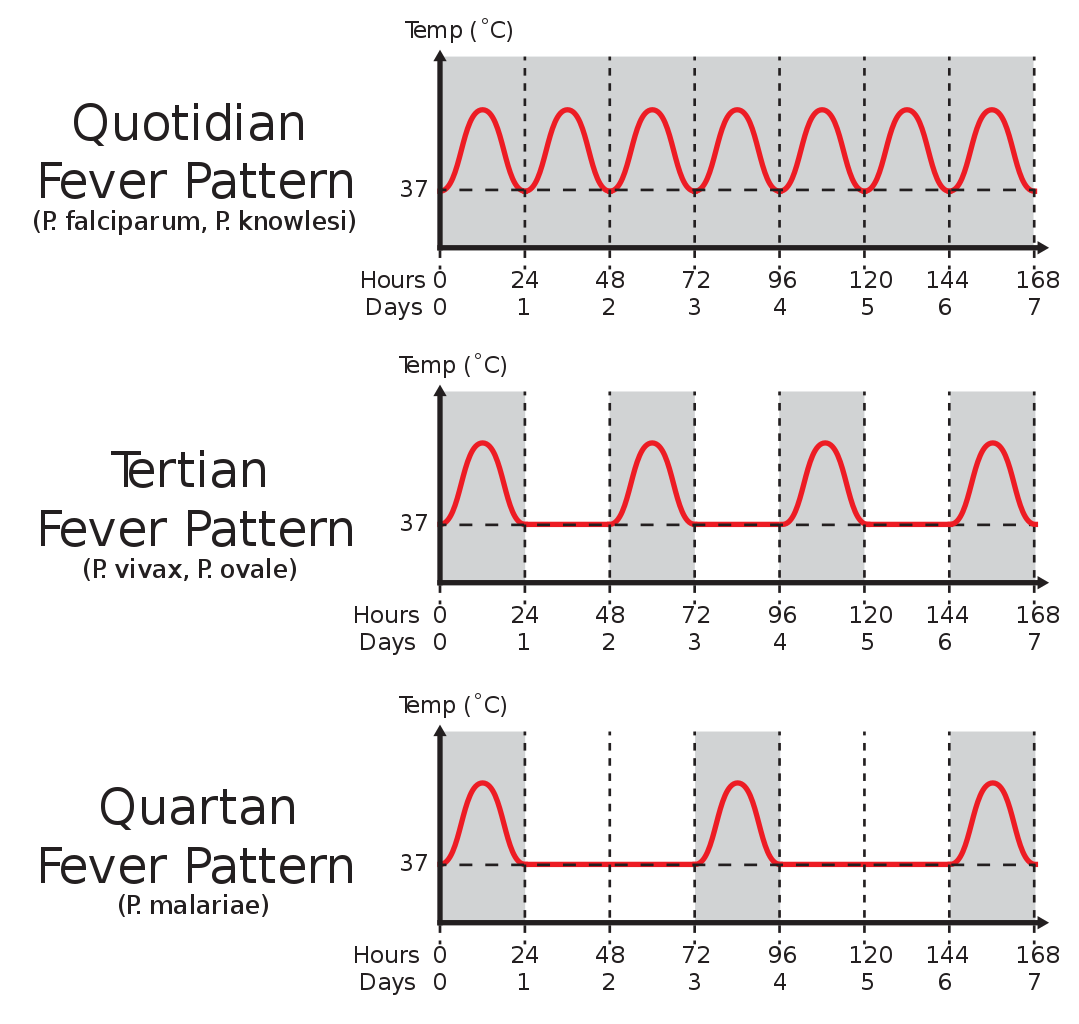 Temp (˚C)
Quotidian
Fever Pattern
(P. falciparum, P. knowlesi)
37
Hours 0 24 48 72 96 120 144 168
Days 0 1 2 3 4 5 6 7
Temp (˚C)
Tertian
Fever Pattern
(P. vivax, P. ovale)
37
Hours 0 24 48 72 96 120 144 168
Days 0 1 2 3 4 5 6 7
Temp (˚C)
Quartan
Fever Pattern
(P. malariae)
37
Hours 0 24 48 72 96 120 144 168
Days 0 1 2 3 4 5 6 7